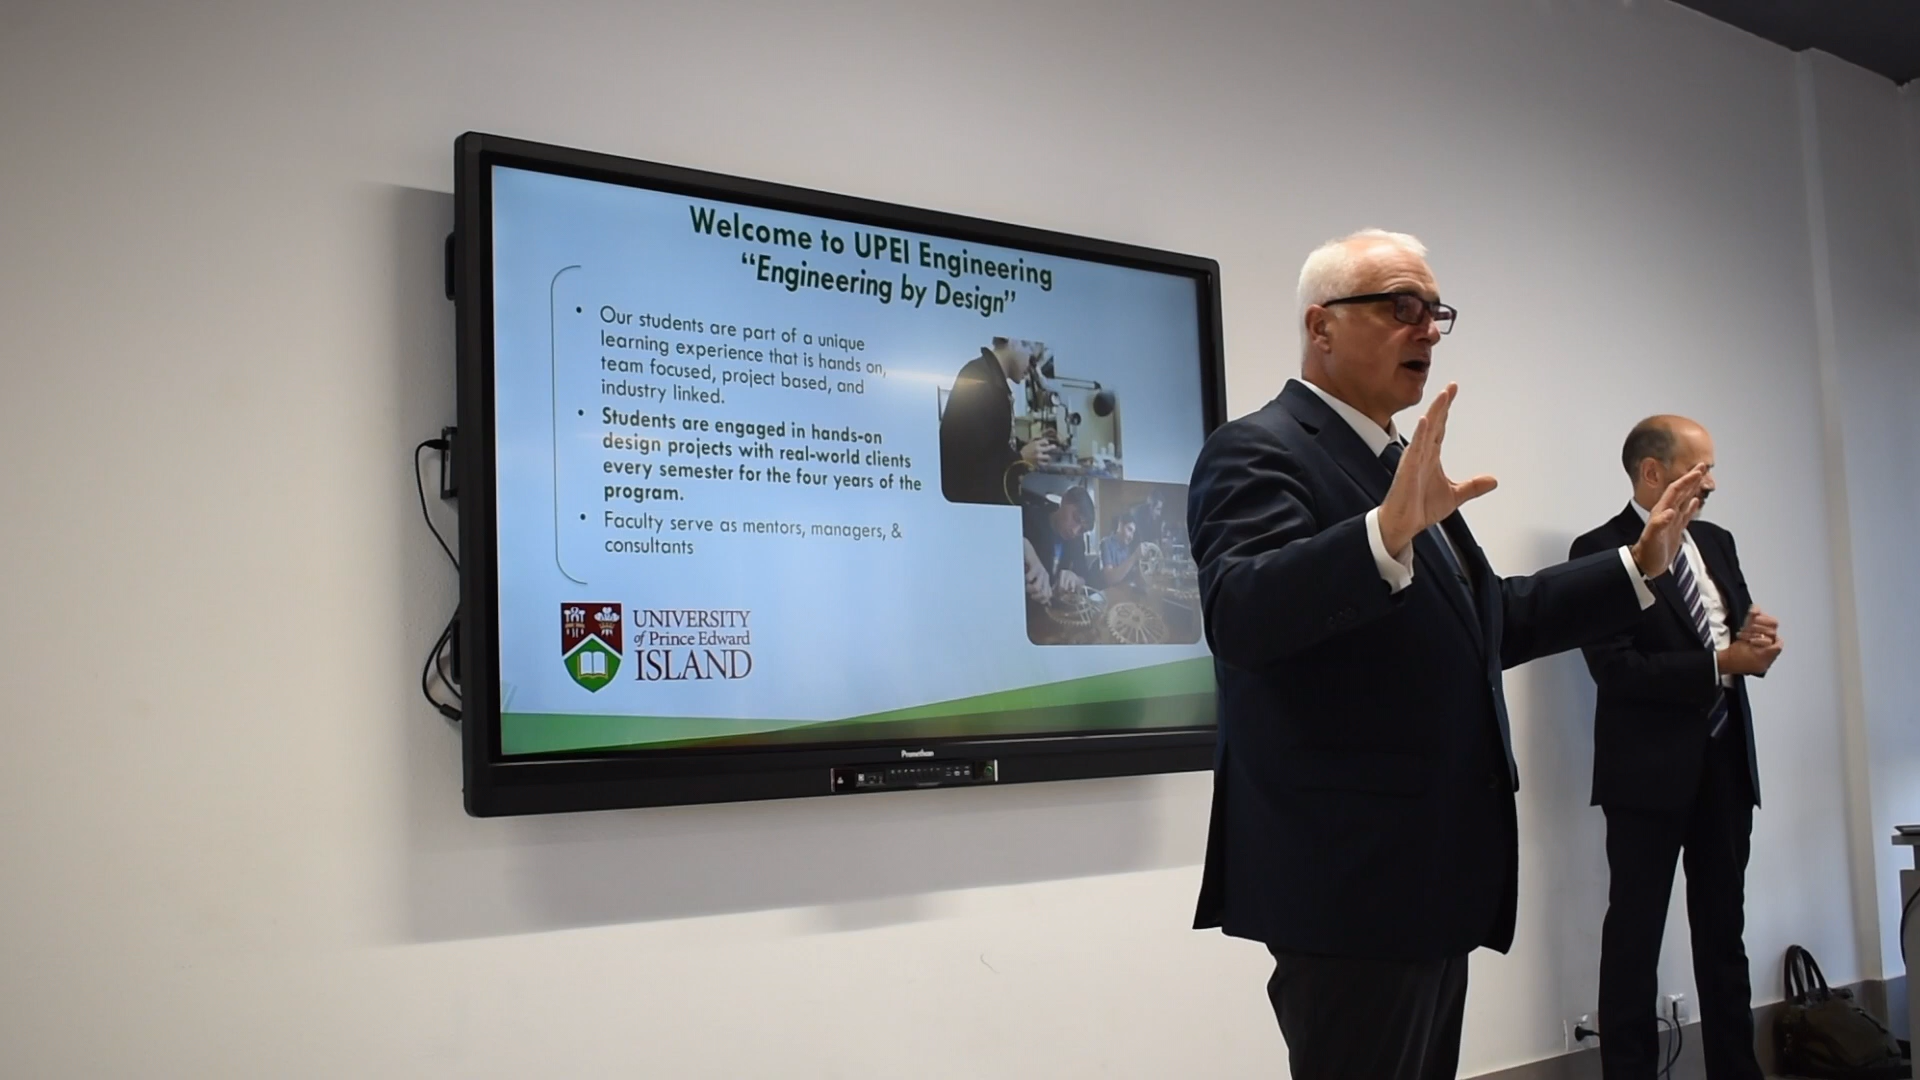 Welcome to UPEI Engineering
“Engineering by Design”
• Our students are part of a unique
learning experience that is hands on,
team focused, project based, and
industry linked.
• Students are engaged in hands-on
design projects with real-world clients
every semester for the four years of the
program.
• Faculty serve as mentors, managers, &
consultants
UNIVERSITY
of Prince Edward
ISLAND
Promethean